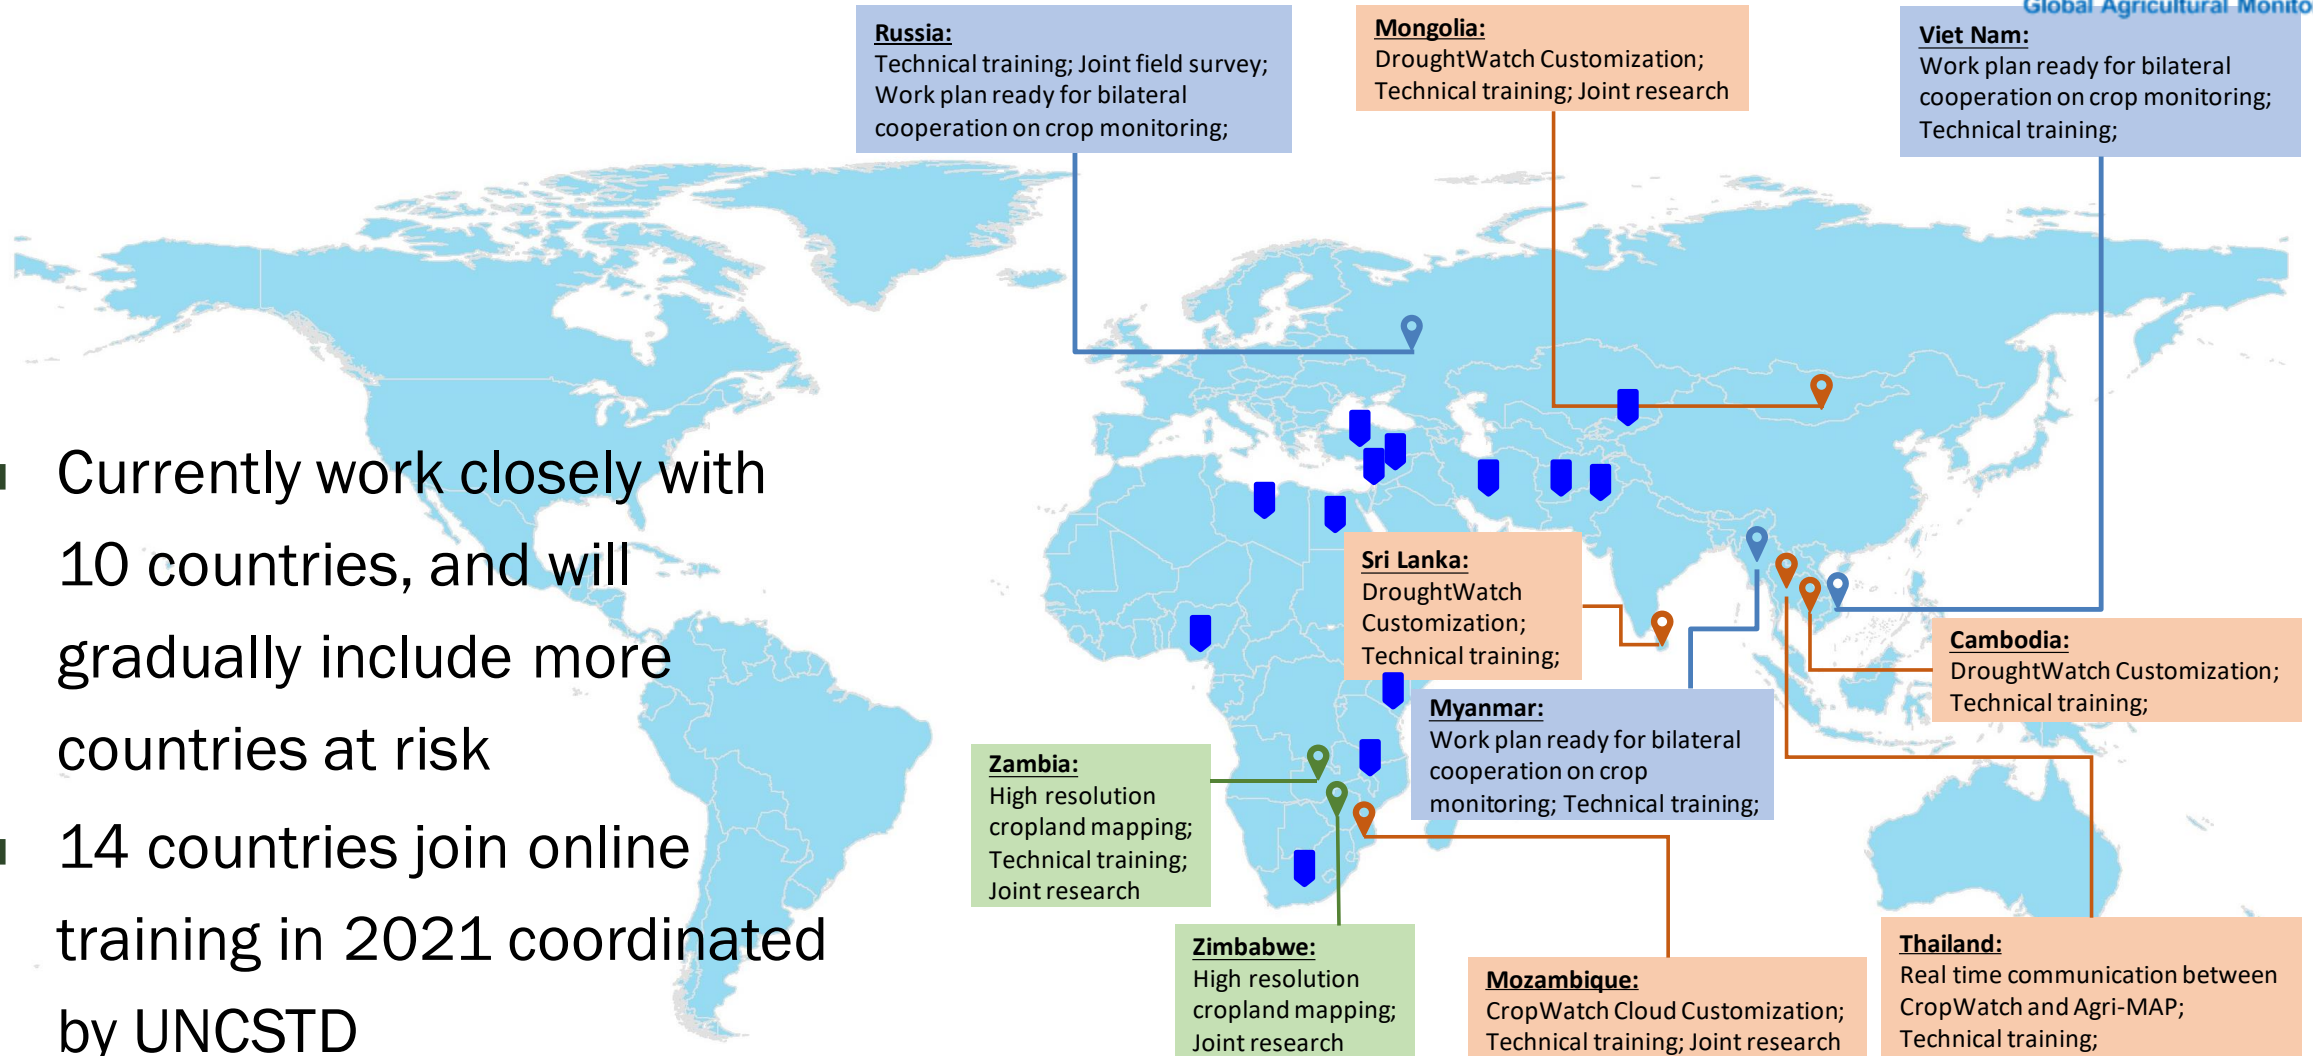 Global Agricultural Monito
Russia:
Technical training; Joint field survey;
Work plan ready for bilateral
cooperation on crop monitoring;
Mongolia:
DroughtWatch Customization;
Technical training; Joint research
Viet Nam:
Work plan ready for bilateral
cooperation on crop monitoring;
Technical training;
Currently work closely with
10 countries, and will
gradually include more
countries at risk
14 countries join online
training in 2021 coordinated
by UNCSTD
Sri Lanka:
DroughtWatch
Customization;
Technical training;
Cambodia:
DroughtWatch Customization;
Technical training;
Myanmar:
Work plan ready for bilateral
cooperation on crop
monitoring; Technical training;
Zambia:
High resolution
cropland mapping;
Technical training;
Joint research
Zimbabwe:
High resolution
cropland mapping;
Joint research
Mozambique:
CropWatch Cloud Customization;
Technical training; Joint research
Thailand:
Real time communication between
CropWatch and Agri-MAP;
Technical training;